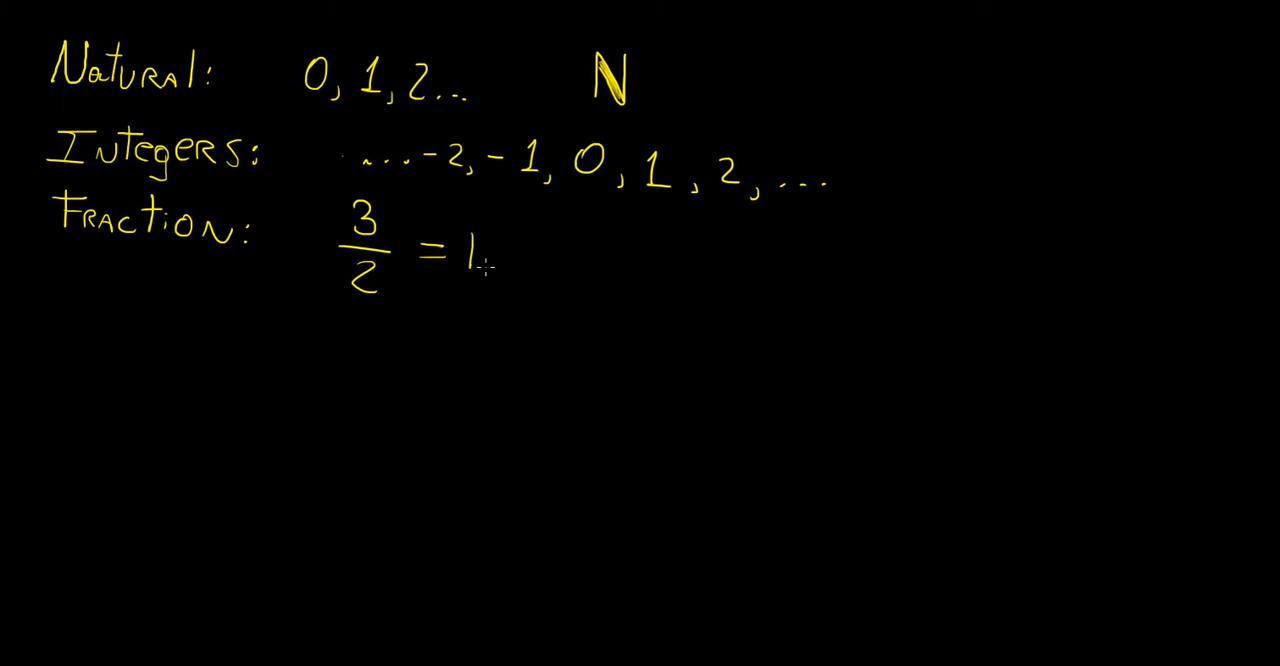 Natural: 0, 1, 2... N
Integers: ....-2, -1, 0, 1, 2, ...
Fraction: 3/2 = 1